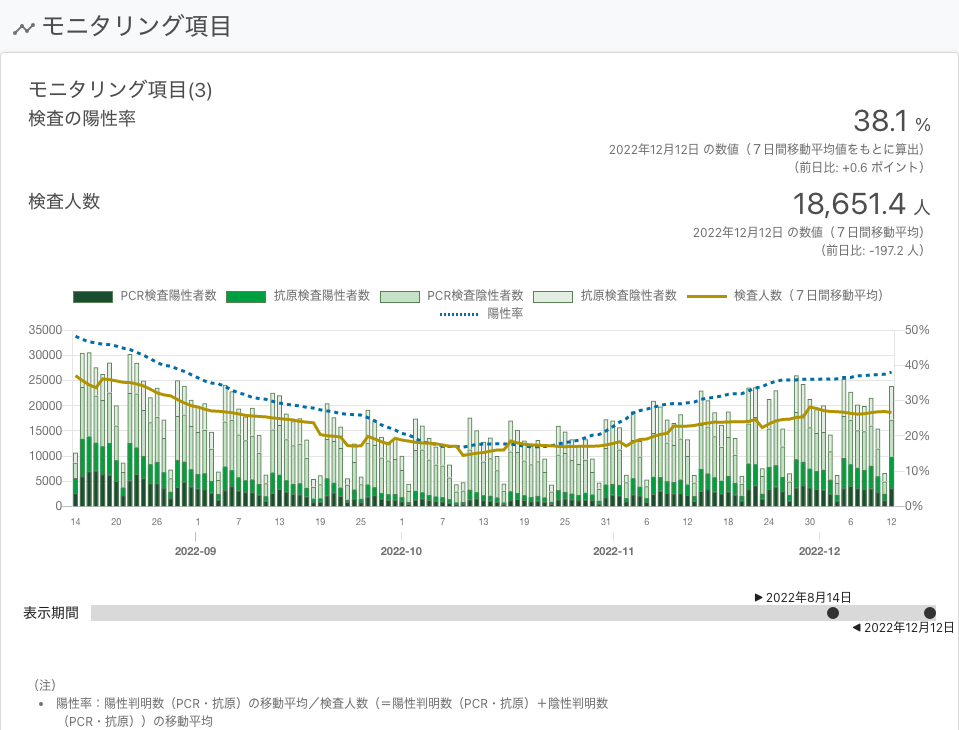 モニタリング項目
モニタリング項目(3)
検査の陽性率
38.1 %
2022年12月12日 の数値（７日間移動平均値をもとに算出）
（前日比: +0.6 ポイント）
検査人数
18,651.4 人
2022年12月12日 の数値（７日間移動平均）
（前日比: -197.2 人）
PCR検査陽性者数 抗原検査陽性者数 PCR検査陰性者数 抗原検査陰性者数 検査人数（７日間移動平均）
陽性率
35000 50%
30000
25000 40%
20000 30%
15000 20%
10000
5000 10%
0 0%
14 20 26 1 7 13 19 25 1 7 13 19 25 31 6 12 18 24 30 6 12
2022-09 2022-10 2022-11 2022-12
▶ 2022年8月14日
表示期間
◀ 2022年12月12日
（注）
• 陽性率：陽性判明数（PCR・抗原）の移動平均／検査人数（＝陽性判明数（PCR・抗原）＋陰性判明数
（PCR・抗原））の移動平均